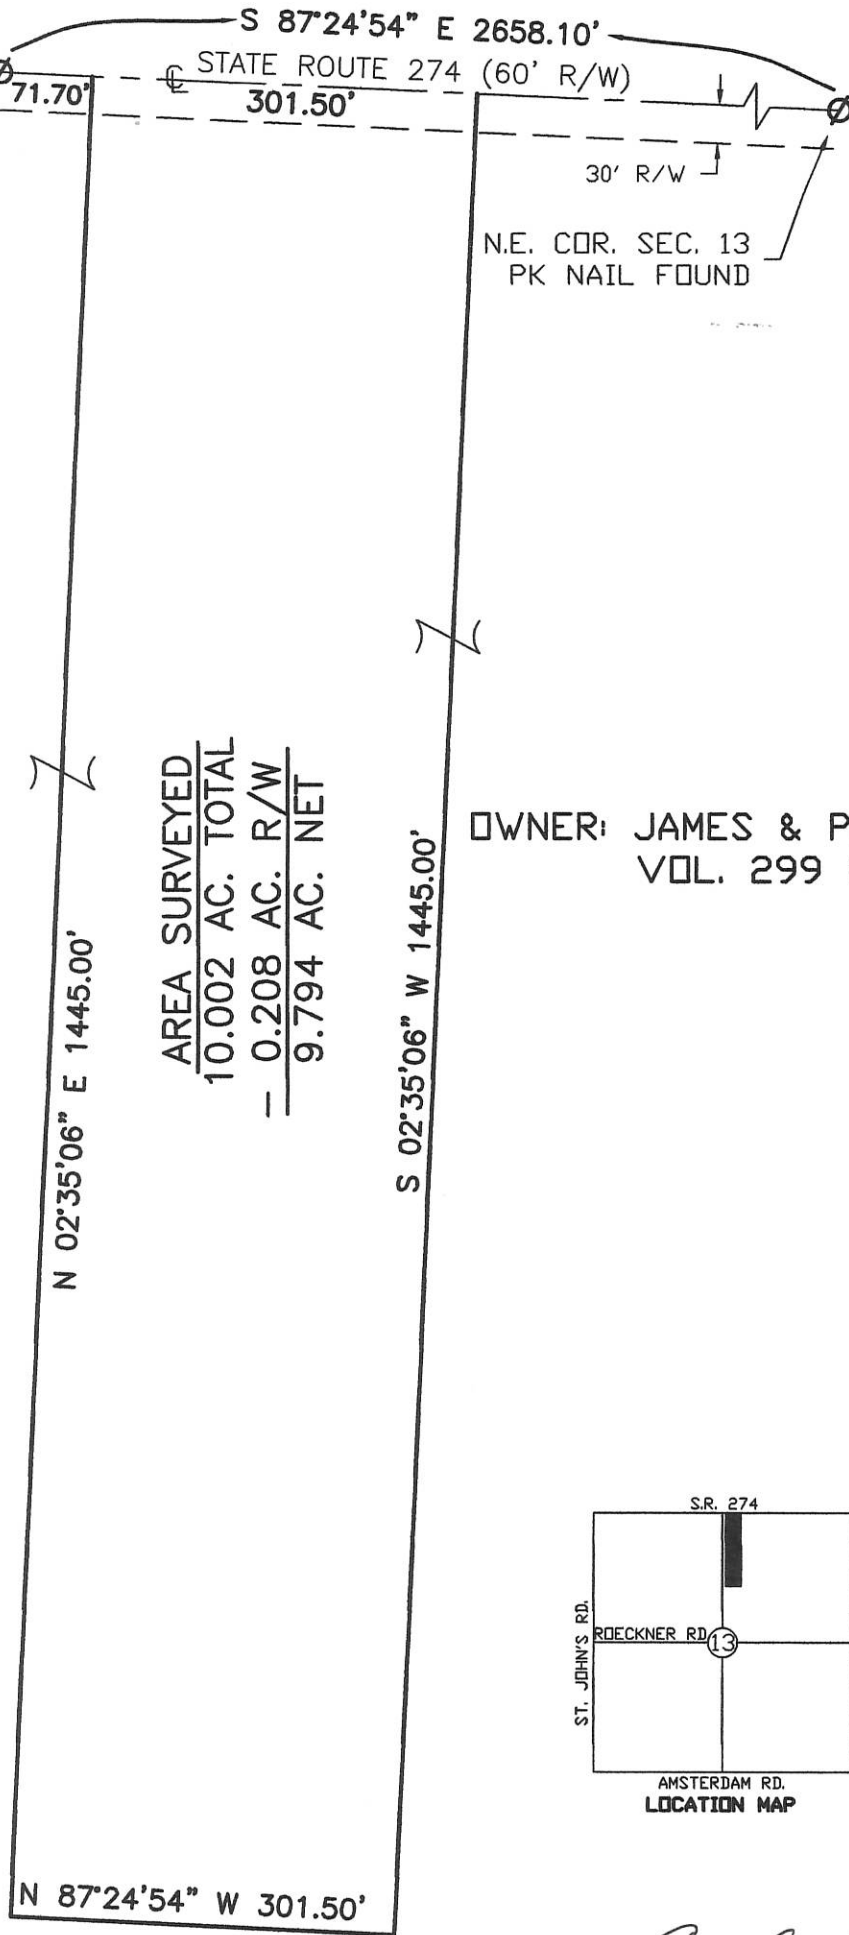 S 87°24'54" E 2658.10'
℄ STATE ROUTE 274 (60' R/W)
71.70'
301.50'
30' R/W
N.E. COR. SEC. 13
PK NAIL FOUND
AREA SURVEYED
10.002 AC. TOTAL
- 0.208 AC. R/W
9.794 AC. NET
OWNER: JAMES & P
VOL. 299
N 02°35'06" E 1445.00'
S 02°35'06" W 1445.00'
S.R. 274
ST. JOHN'S RD.
ROECKNER RD.
13
AMSTERDAM RD.
LOCATION MAP
N 87°24'54" W 301.50'